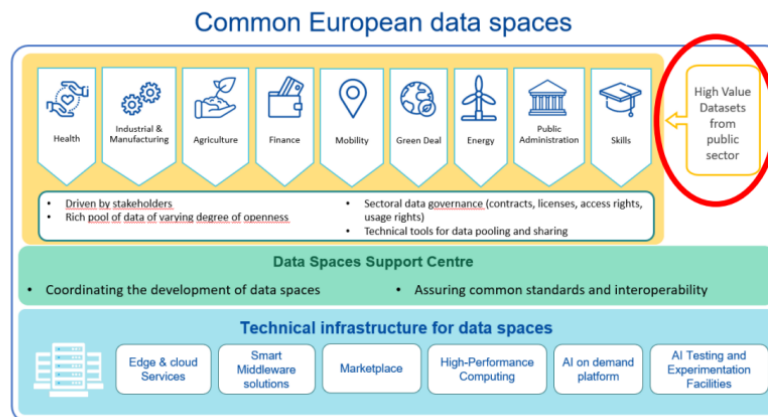 Common European data spaces
Health
Industrial &
Manufacturing
Agriculture
Finance
Mobility
Green Deal
Energy
Public
Administration
Skills
High Value
Datasets
from
public
sector
• Driven by stakeholders
• Rich pool of data of varying degree of openness
• Sectoral data governance (contracts, licenses, access rights,
usage rights)
• Technical tools for data pooling and sharing
Data Spaces Support Centre
• Coordinating the development of data spaces
• Assuring common standards and interoperability
Technical infrastructure for data spaces
Edge & cloud
Services
Smart
Middleware
solutions
Marketplace
High-Performance
Computing
AI on demand
platform
AI Testing and
Experimentation
Facilities